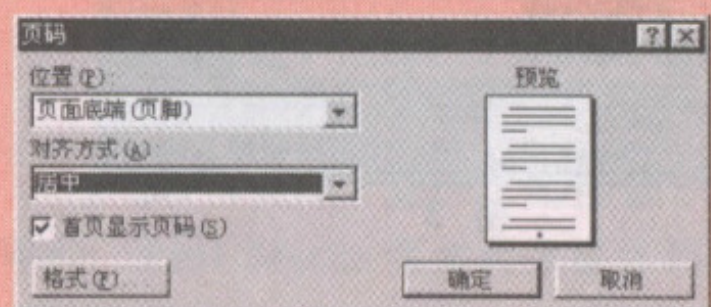 页码
位置(P):
页面底端(页脚)
对齐方式(A)
居中
首页显示页码(S)
格式(F)
预览
确定
取消